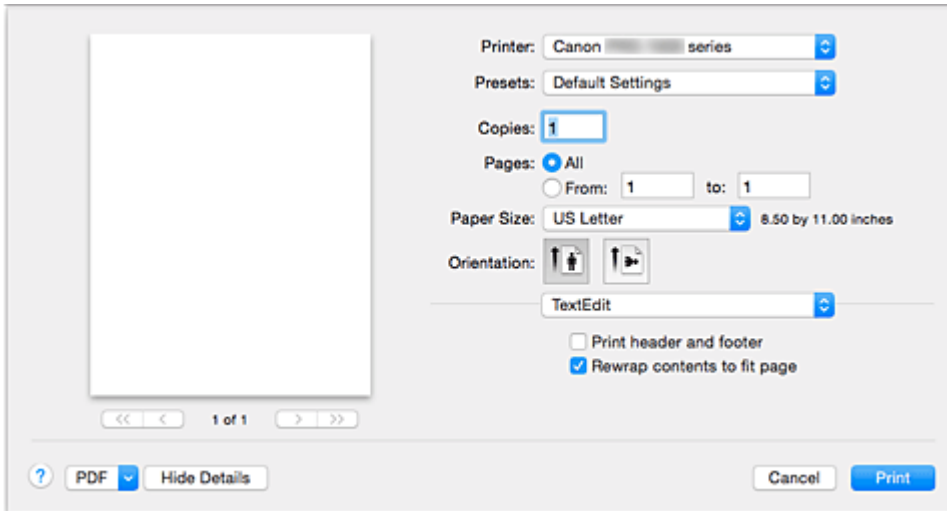 Printer: Canon series
Presets: Default Settings
Copies: 1
Pages: All
From: 1 to: 1
Paper Size: US Letter 8.50 by 11.00 inches
Orientation:
TextEdit
Print header and footer
Rewrap contents to fit page
<< < 1 of 1 > >>
? PDF Hide Details Cancel Print